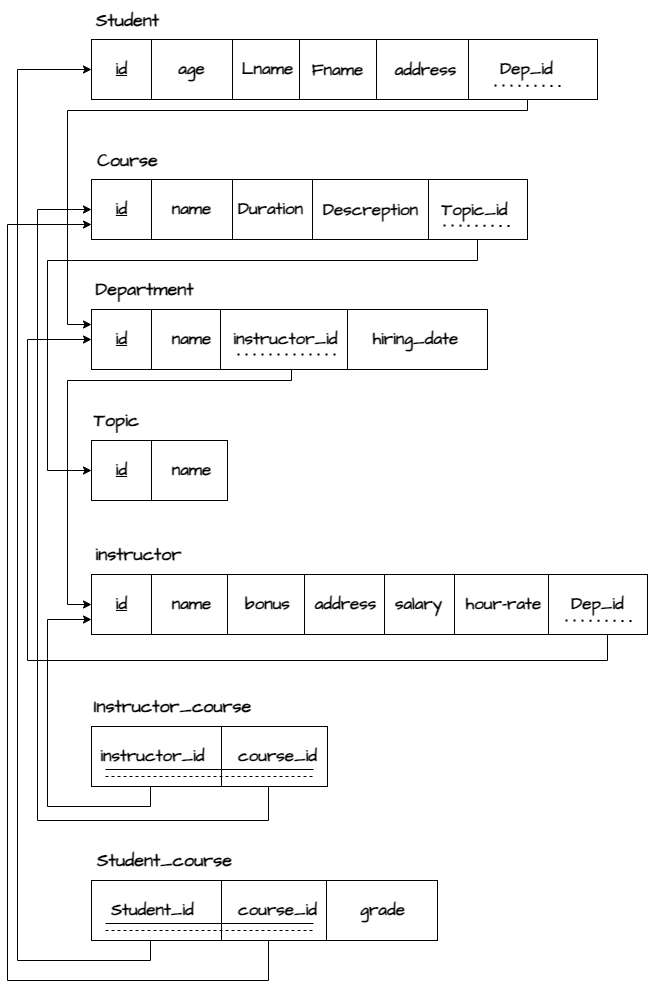 Student
id age Lname Fname address Dep_id
Course
id name Duration Descreption Topic_id
Department
id name instructor_id hiring_date
Topic
id name
instructor
id name bonus address salary hour-rate Dep_id
Instructor_course
instructor_id course_id
Student_course
Student_id course_id grade